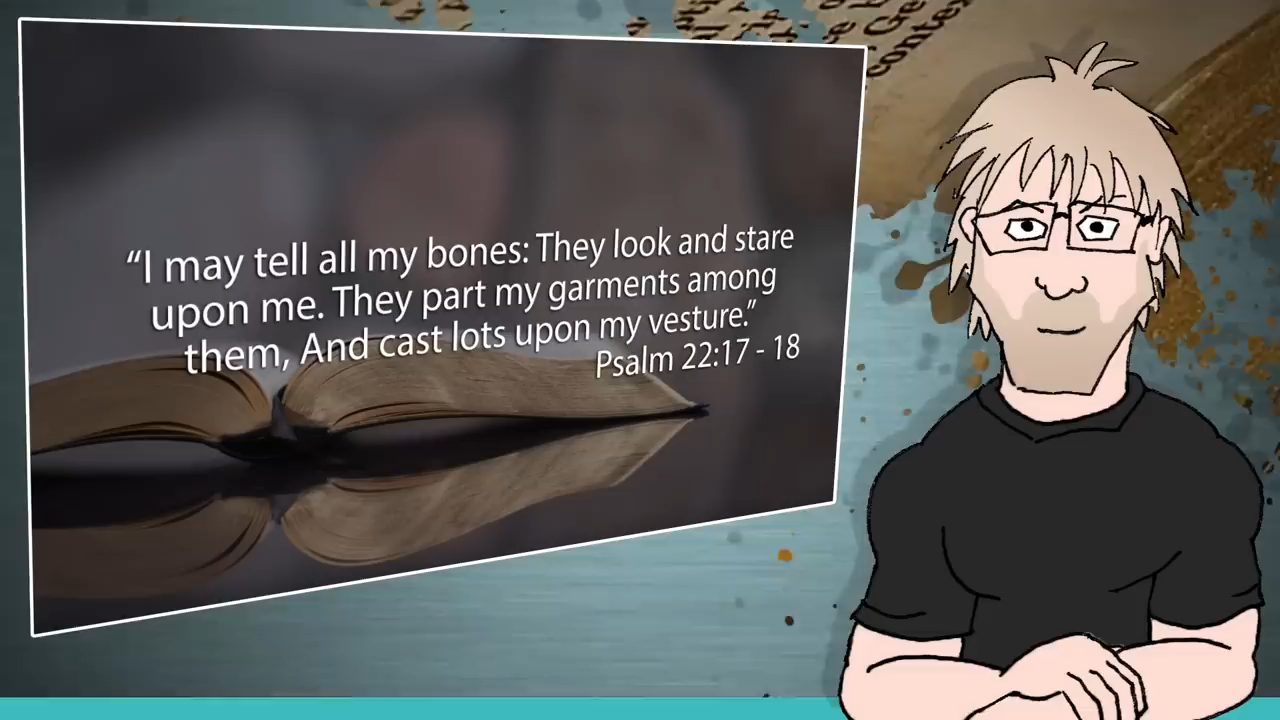 “I may tell all my bones: They look and stare
upon me. They part my garments among
them, And cast lots upon my vesture.”
Psalm 22:17 - 18
contex